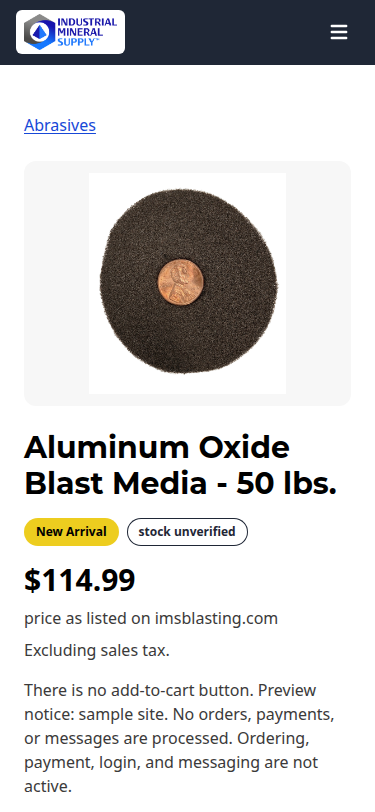 INDUSTRIAL
MINERAL
SUPPLY™
Abrasives
Aluminum Oxide
Blast Media - 50 lbs.
New Arrival
stock unverified
$114.99
price as listed on imsblasting.com
Excluding sales tax.
There is no add-to-cart button. Preview
notice: sample site. No orders, payments,
or messages are processed. Ordering,
payment, login, and messaging are not
active.